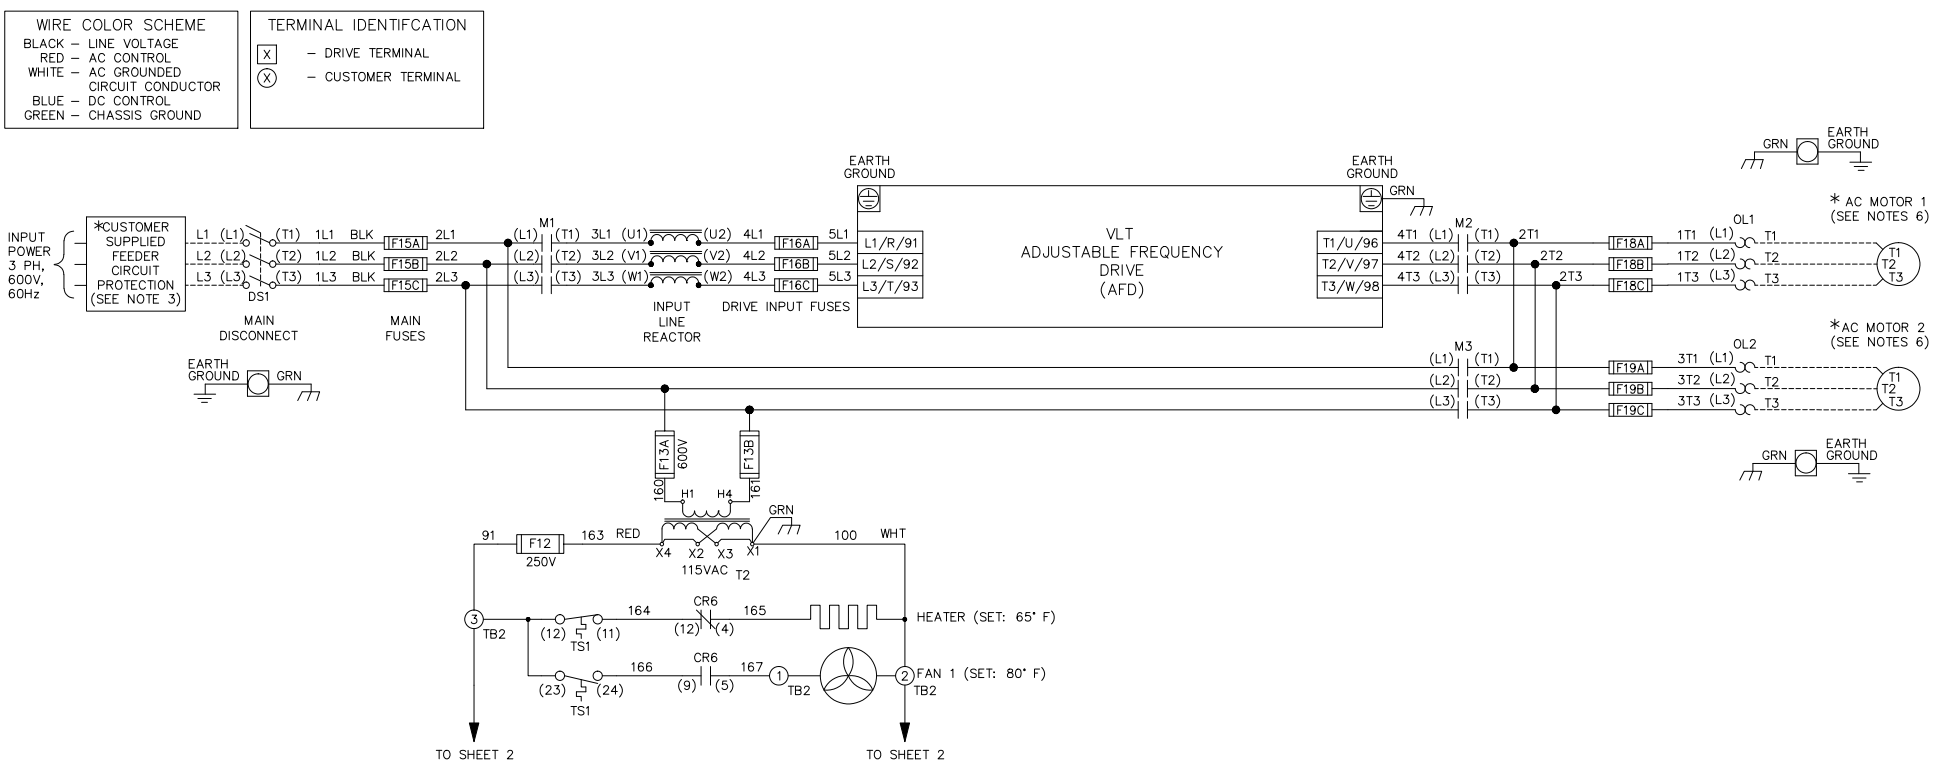 WIRE COLOR SCHEME
BLACK – LINE VOLTAGE
RED – AC CONTROL
WHITE – AC GROUNDED
CIRCUIT CONDUCTOR
BLUE – DC CONTROL
GREEN – CHASSIS GROUND
TERMINAL IDENTIFCATION
X – DRIVE TERMINAL
X – CUSTOMER TERMINAL
INPUT
POWER
3 PH,
600V,
60Hz
*CUSTOMER
SUPPLIED
FEEDER
CIRCUIT
PROTECTION
(SEE NOTE 3)
L1 (L1) (T1) 1L1 BLK F15A 2L1 (L1) M1 (T1) 3L1 (U1) (U2) 4L1 F16A 5L1 L1/R/91
L2 (L2) (T2) 1L2 BLK F15B 2L2 (L2) (T2) 3L2 (V1) (V2) 4L2 F16B 5L2 L2/S/92
L3 (L3) (T3) 1L3 BLK F15C 2L3 (L3) (T3) 3L3 (W1) (W2) 4L3 F16C 5L3 L3/T/93
DS1
MAIN
DISCONNECT
MAIN
FUSES
INPUT
LINE
REACTOR
DRIVE INPUT FUSES
EARTH
GROUND
GRN
EARTH
GROUND
VLT
ADJUSTABLE FREQUENCY
DRIVE
(AFD)
EARTH
GROUND
GRN
T1/U/96 4T1 (L1) M2 (T1) 2T1 F18A 1T1 (L1) OL1 T1
T2/V/97 4T2 (L2) (T2) 2T2 F18B 1T2 (L2) T2
T3/W/98 4T3 (L3) (T3) 2T3 F18C 1T3 (L3) T3
GRN
EARTH
GROUND
* AC MOTOR 1
(SEE NOTES 6)
T1
T2
T3
M3
(L1) (T1) F19A 3T1 (L1) OL2 T1
(L2) (T2) F19B 3T2 (L2) T2
(L3) (T3) F19C 3T3 (L3) T3
*AC MOTOR 2
(SEE NOTES 6)
T1
T2
T3
GRN
EARTH
GROUND
F13A
600V
F13B
160
161
H1 H4
GRN
91 F12 163 RED
250V
X4 X2 X3 X1
115VAC T2
100 WHT
3
TB2
(12) (11)
TS1
164
CR6
(12) (4)
165
HEATER (SET: 65° F)
(23) (24)
TS1
166
CR6
(9) (5)
167
1
TB2
2
TB2
FAN 1 (SET: 80° F)
TO SHEET 2
TO SHEET 2